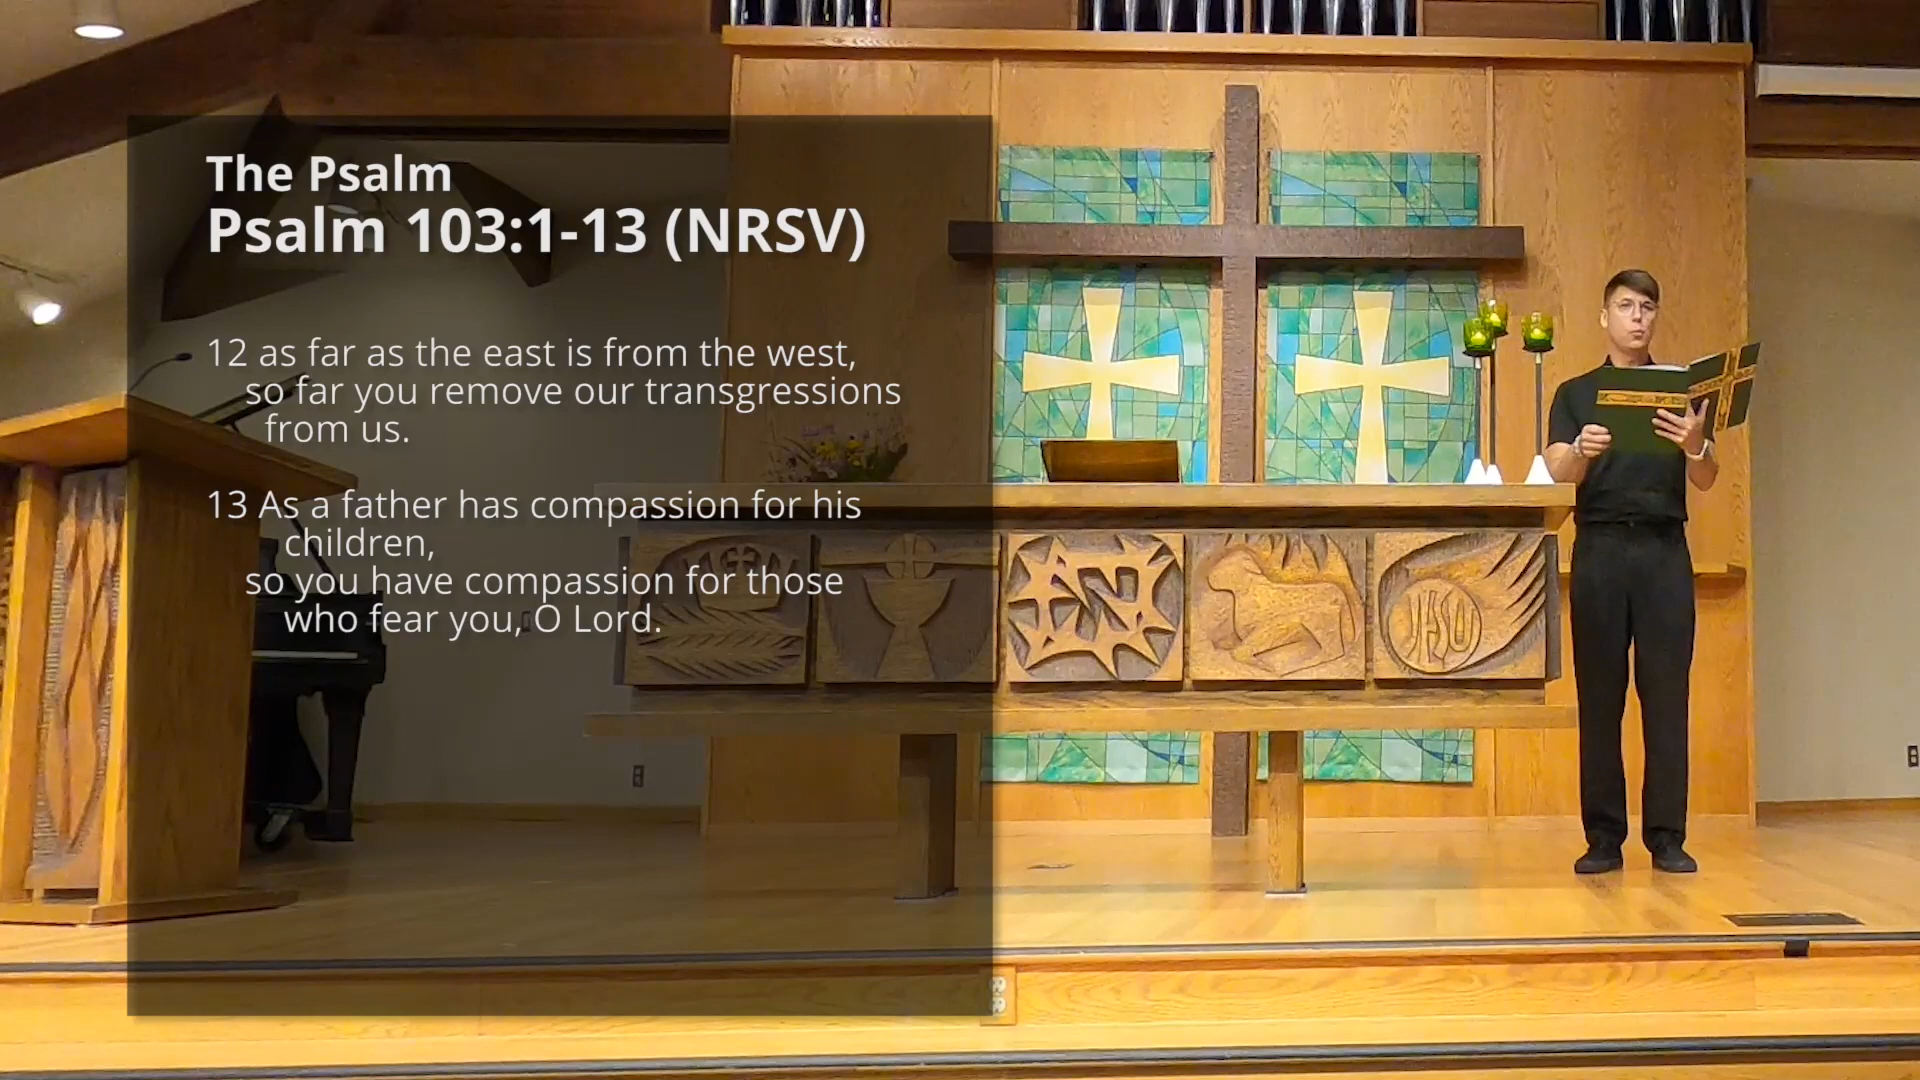 The Psalm
Psalm 103:1-13 (NRSV)
12 as far as the east is from the west,
so far you remove our transgressions
from us.
13 As a father has compassion for his
children,
so you have compassion for those
who fear you, O Lord.